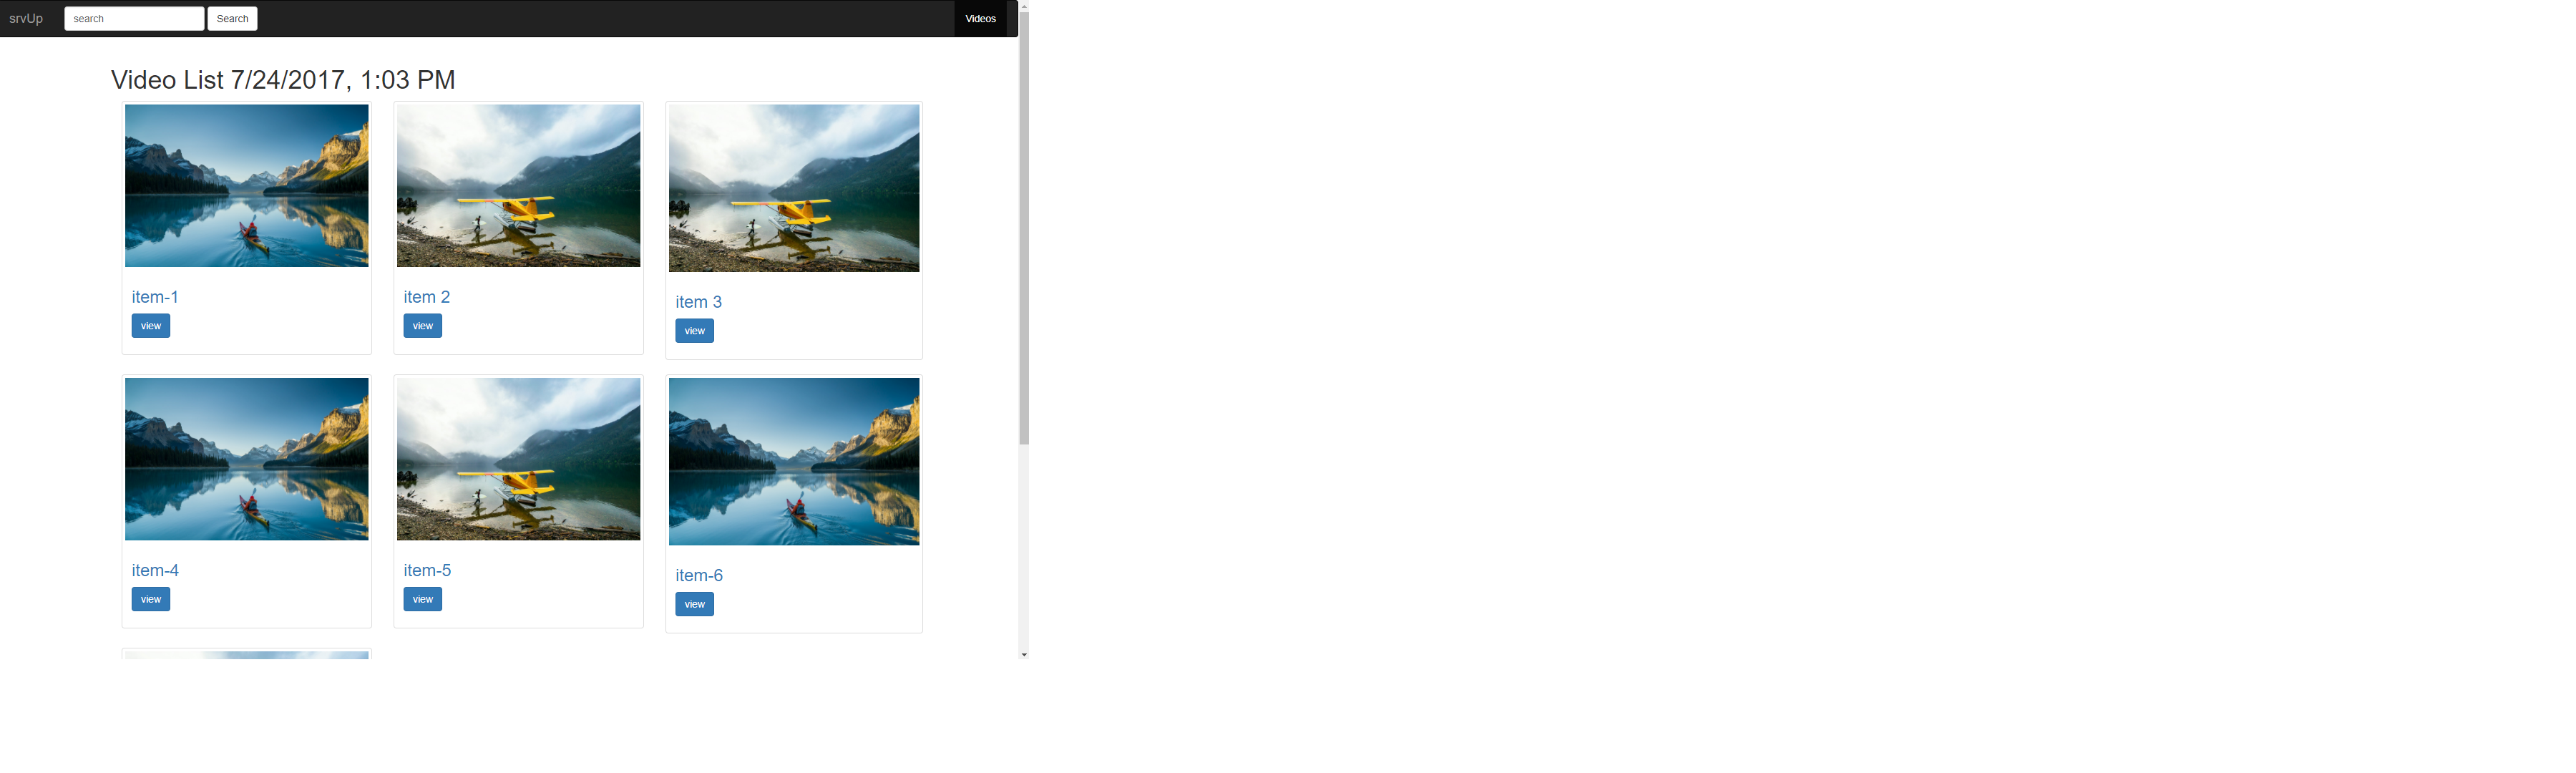 srvUp search Search Videos
Video List 7/24/2017, 1:03 PM
item-1
view
item 2
view
item 3
view
item-4
view
item-5
view
item-6
view